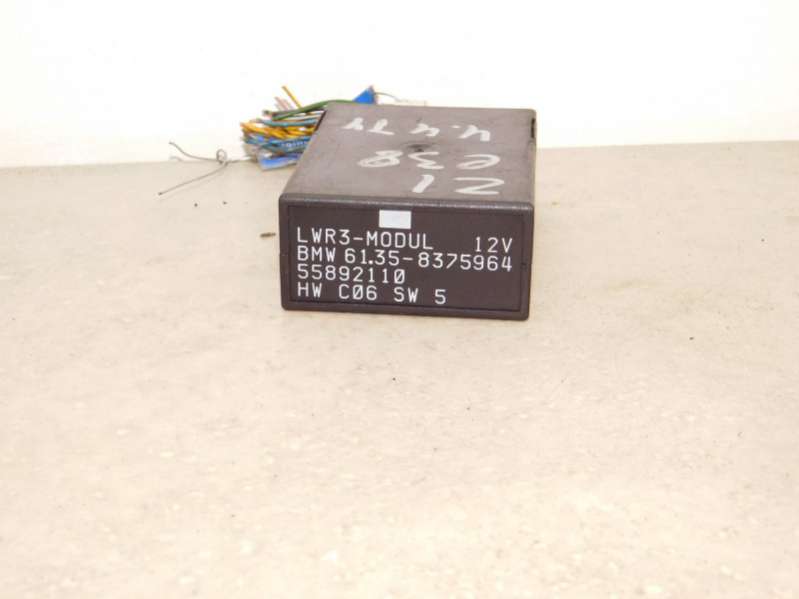 LWR3-MODUL 12V
BMW 61.35-8375964
55892110
HW C06 SW 5